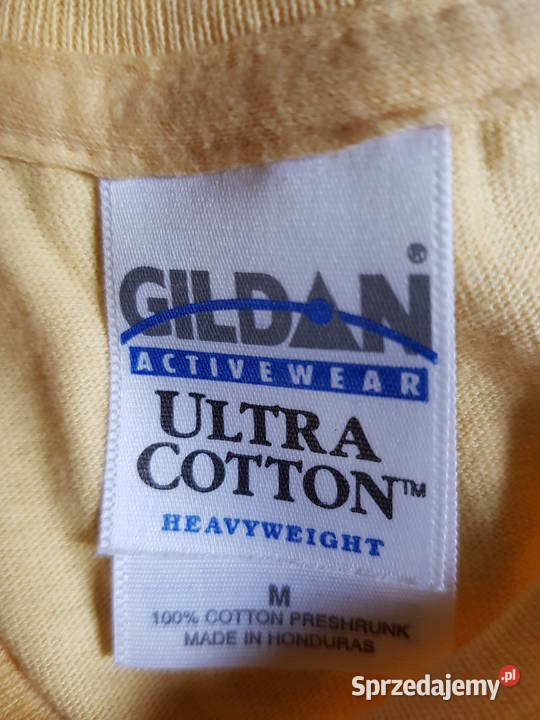 GILDAN®
ACTIVEWEAR
ULTRA
COTTON™
HEAVYWEIGHT
M
100% COTTON PRESHRUNK
MADE IN HONDURAS
Sprzedajemy.pl